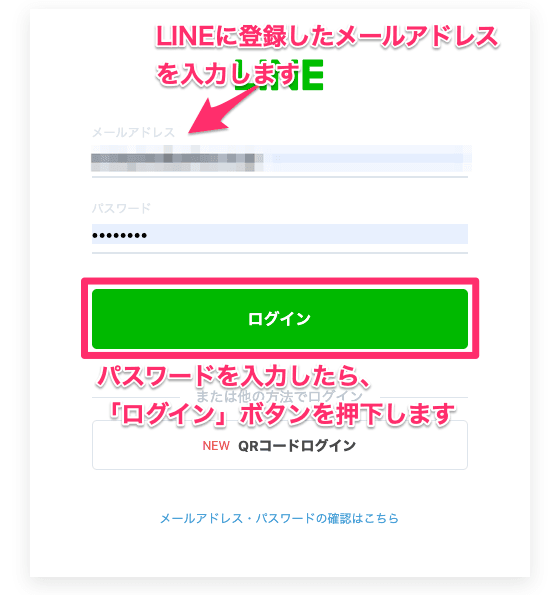 LINEに登録したメールアドレス
を入力します
LINE
メールアドレス
パスワード
••••••••
ログイン
パスワードを入力したら、
または他の方法でログイン
「ログイン」ボタンを押下します
NEW QRコードログイン
メールアドレス・パスワードの確認はこちら